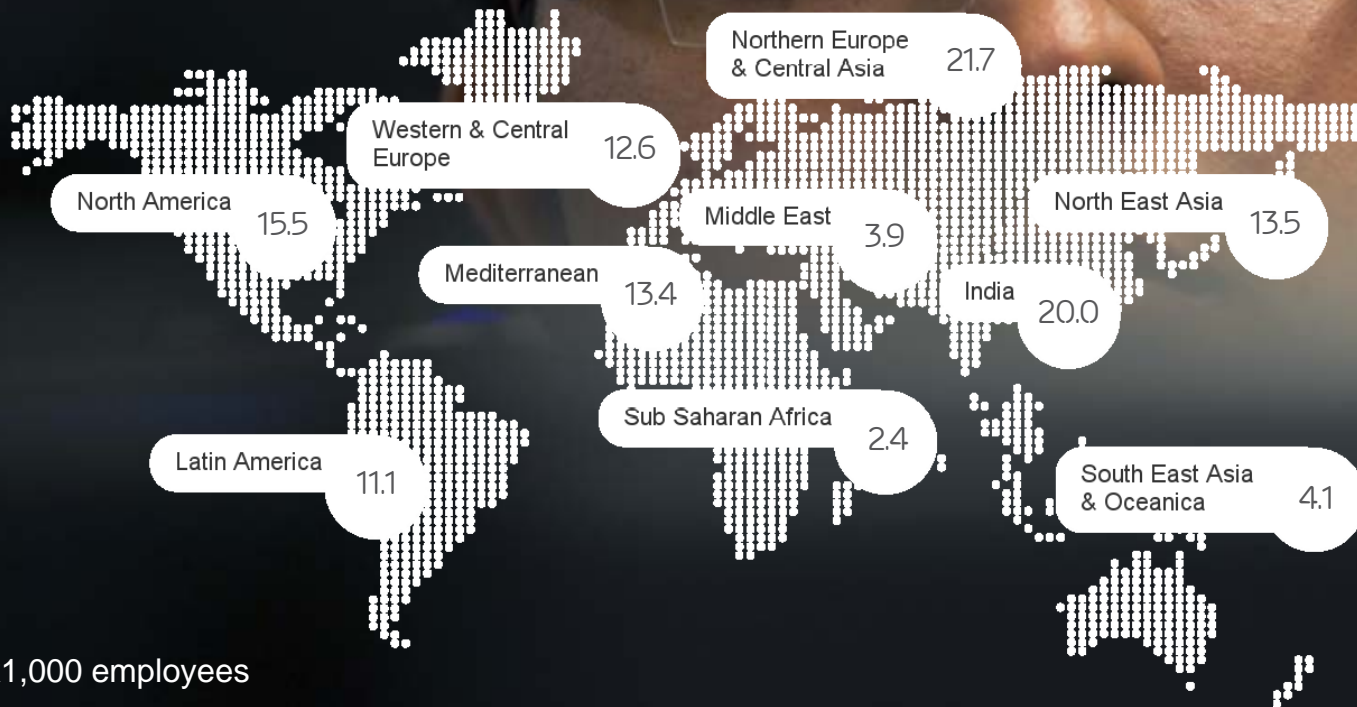 Northern Europe
& Central Asia
21.7
Western & Central
Europe
12.6
North America
15.5
Middle East
3.9
North East Asia
13.5
Mediterranean
13.4
India
20.0
Sub Saharan Africa
2.4
Latin America
11.1
South East Asia
& Oceanica
4.1
1,000 employees